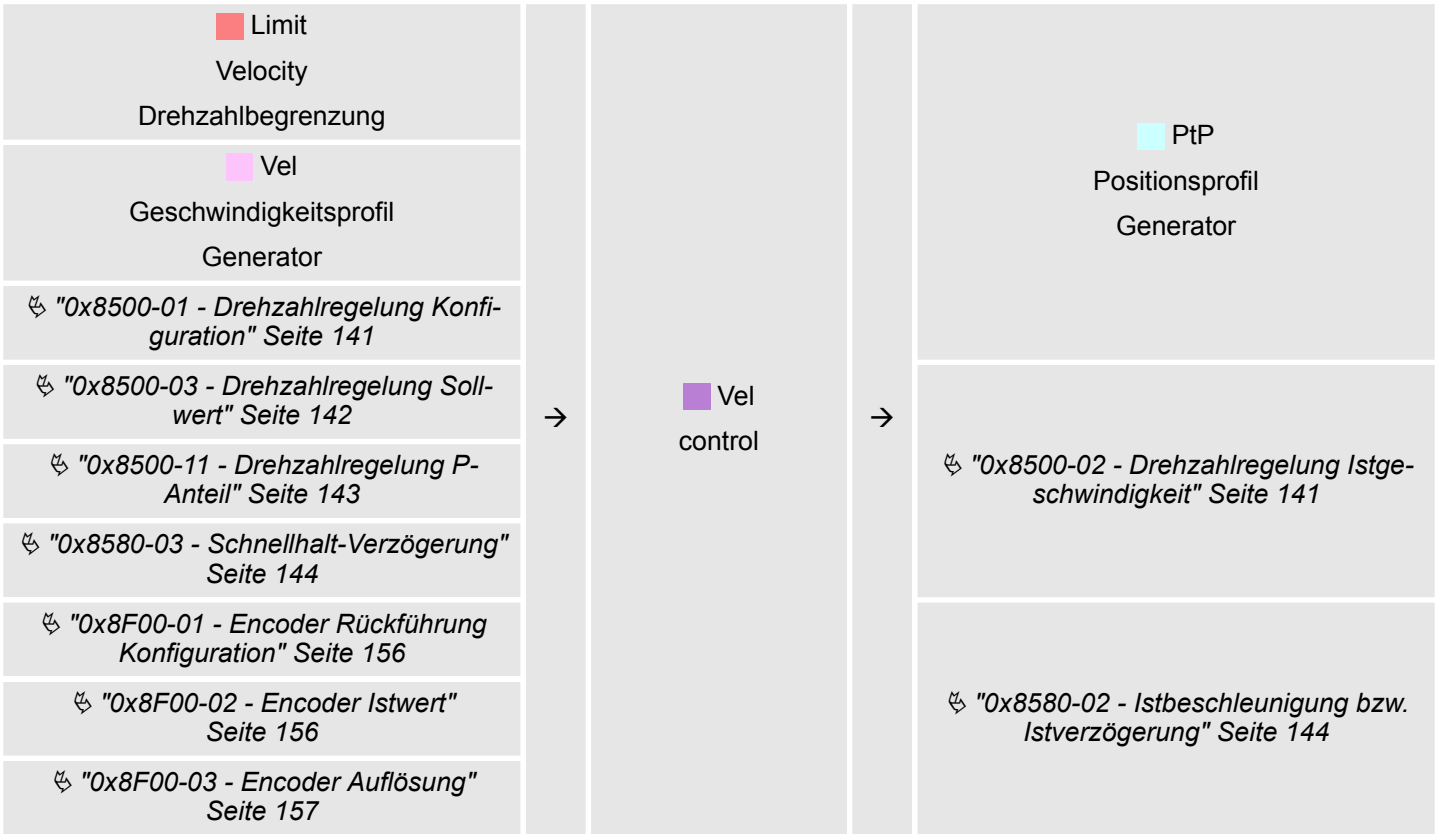 Limit
Velocity
Drehzahlbegrenzung
Vel
Geschwindigkeitsprofil
Generator
↳ "0x8500-01 - Drehzahlregelung Konfi-
guration" Seite 141
↳ "0x8500-03 - Drehzahlregelung Soll-
wert" Seite 142
↳ "0x8500-11 - Drehzahlregelung P-
Anteil" Seite 143
↳ "0x8580-03 - Schnellhalt-Verzögerung"
Seite 144
↳ "0x8F00-01 - Encoder Rückführung
Konfiguration" Seite 156
↳ "0x8F00-02 - Encoder Istwert"
Seite 156
↳ "0x8F00-03 - Encoder Auflösung"
Seite 157
→
Vel
control
→
PtP
Positionsprofil
Generator
↳ "0x8500-02 - Drehzahlregelung Istge-
schwindigkeit" Seite 141
↳ "0x8580-02 - Istbeschleunigung bzw.
Istverzögerung" Seite 144